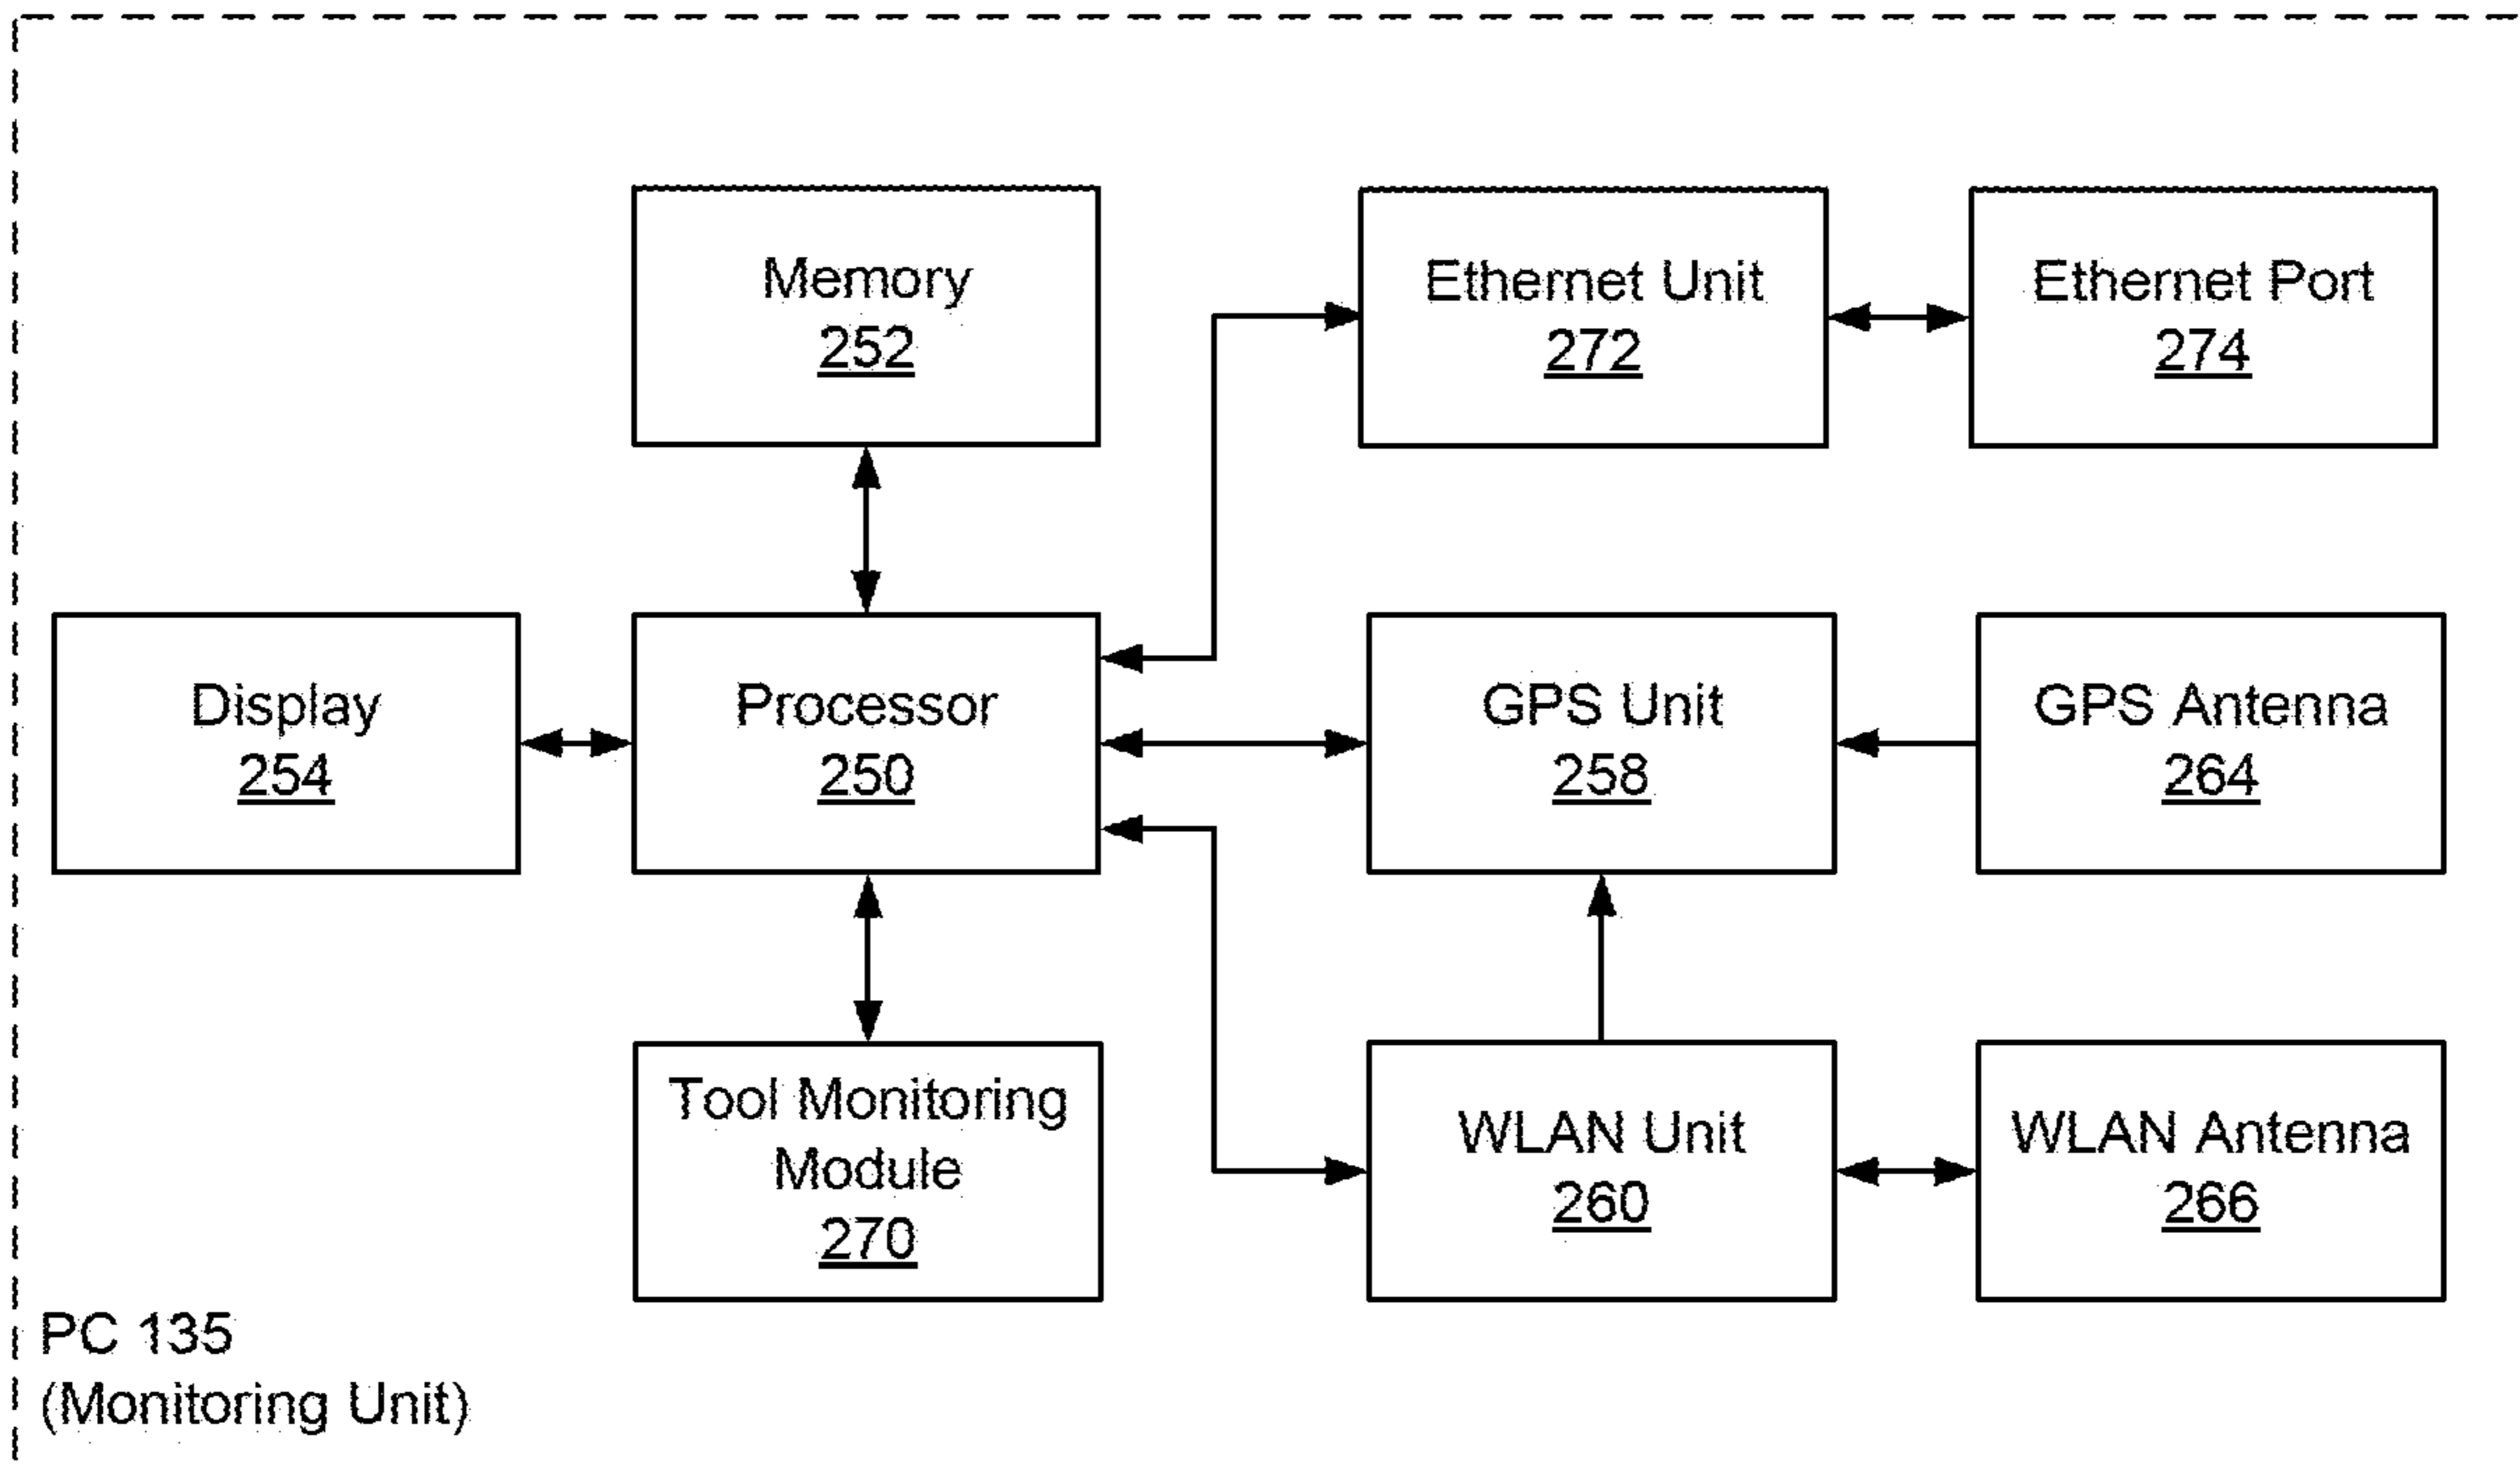 Memory
252
Ethernet Unit
272
Ethernet Port
274
Display
254
Processor
250
GPS Unit
258
GPS Antenna
264
Tool Monitoring
Module
270
WLAN Unit
260
WLAN Antenna
266
PC 135
(Monitoring Unit)